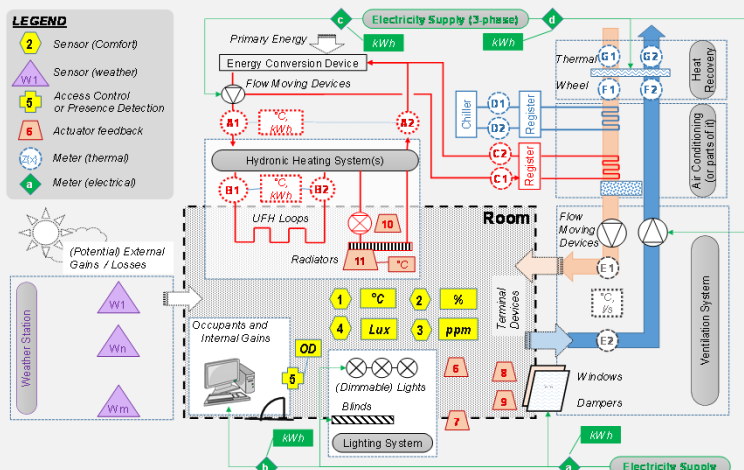 LEGEND
2 Sensor (Comfort)
W1 Sensor (weather)
5 Access Control
or Presence Detection
6 Actuator feedback
Z(x) Meter (thermal)
a Meter (electrical)
c
Electricity Supply (3-phase)
d
kWh
kWh
Primary Energy
Energy Conversion Device
Flow Moving Devices
A1
°C,
kWh
A2
Hydronic Heating System(s)
B1
°C,
kWh
B2
UFH Loops
10
Radiators
11
°C
Chiller
D1
D2
Register
C2
C1
Register
Thermal
Wheel
G1
G2
F1
F2
Heat
Recovery
Air Conditioning
(or parts of it)
Room
Flow
Moving
Devices
E1
°C,
l/s
E2
Ventilation System
Terminal
Devices
(Potential) External
Gains / Losses
Weather Station
W1
Wn
Wm
Occupants and
Internal Gains
1
°C
2
%
4
Lux
3
ppm
OD
5
(Dimmable) Lights
Blinds
Lighting System
6
7
8
9
Windows
Dampers
kWh
b
kWh
a
Electricity Supply